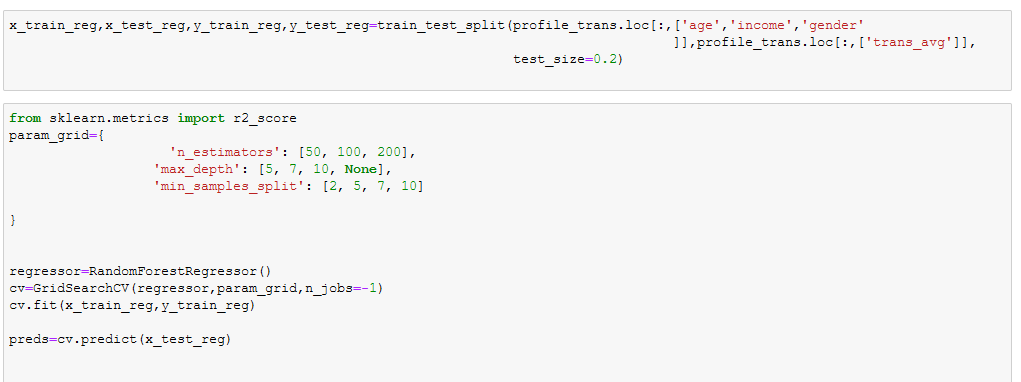 x_train_reg,x_test_reg,y_train_reg,y_test_reg=train_test_split(profile_trans.loc[:,['age','income','gender'
]],profile_trans.loc[:,['trans_avg']],
test_size=0.2)
from sklearn.metrics import r2_score
param_grid={
'n_estimators': [50, 100, 200],
'max_depth': [5, 7, 10, None],
'min_samples_split': [2, 5, 7, 10]
}
regressor=RandomForestRegressor()
cv=GridSearchCV(regressor,param_grid,n_jobs=-1)
cv.fit(x_train_reg,y_train_reg)
preds=cv.predict(x_test_reg)